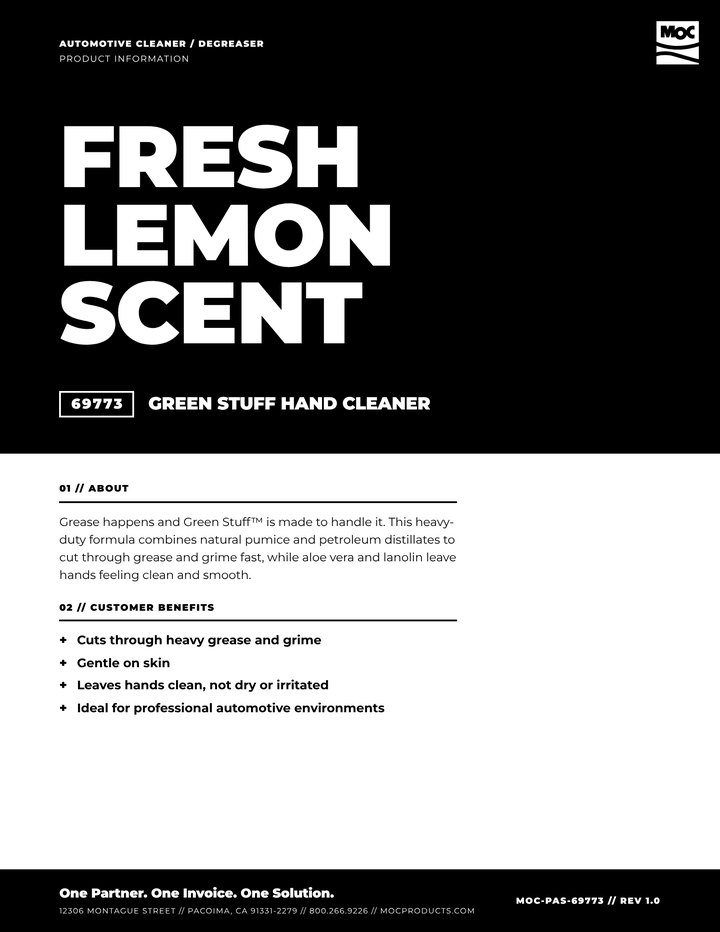 AUTOMOTIVE CLEANER / DEGREASER
PRODUCT INFORMATION
MOC
FRESH
LEMON
SCENT
69773 GREEN STUFF HAND CLEANER
01 // ABOUT
Grease happens and Green Stuff™ is made to handle it. This heavy-
duty formula combines natural pumice and petroleum distillates to
cut through grease and grime fast, while aloe vera and lanolin leave
hands feeling clean and smooth.
02 // CUSTOMER BENEFITS
+ Cuts through heavy grease and grime
+ Gentle on skin
+ Leaves hands clean, not dry or irritated
+ Ideal for professional automotive environments
One Partner. One Invoice. One Solution.
12306 MONTAGUE STREET // PACOIMA, CA 91331-2279 // 800.266.9226 // MOCPRODUCTS.COM
MOC-PAS-69773 // REV 1.0